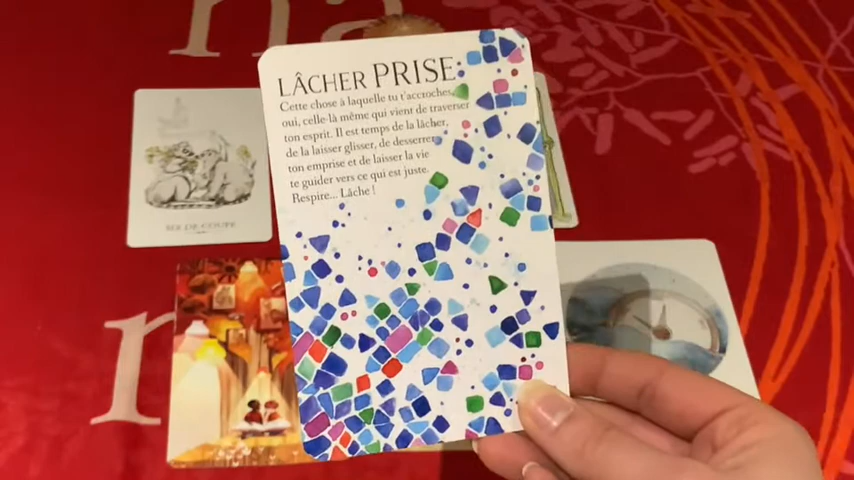 na
LÂCHER PRISE
Cette chose à laquelle tu t'accroches,
oui, celle-là même qui vient de traverser
ton esprit. Il est temps de la lâcher,
de la laisser glisser, de desserrer
ton emprise et de laisser la vie
te guider vers ce qui est juste.
Respire... Lâche !
ROI DE COUPE
n